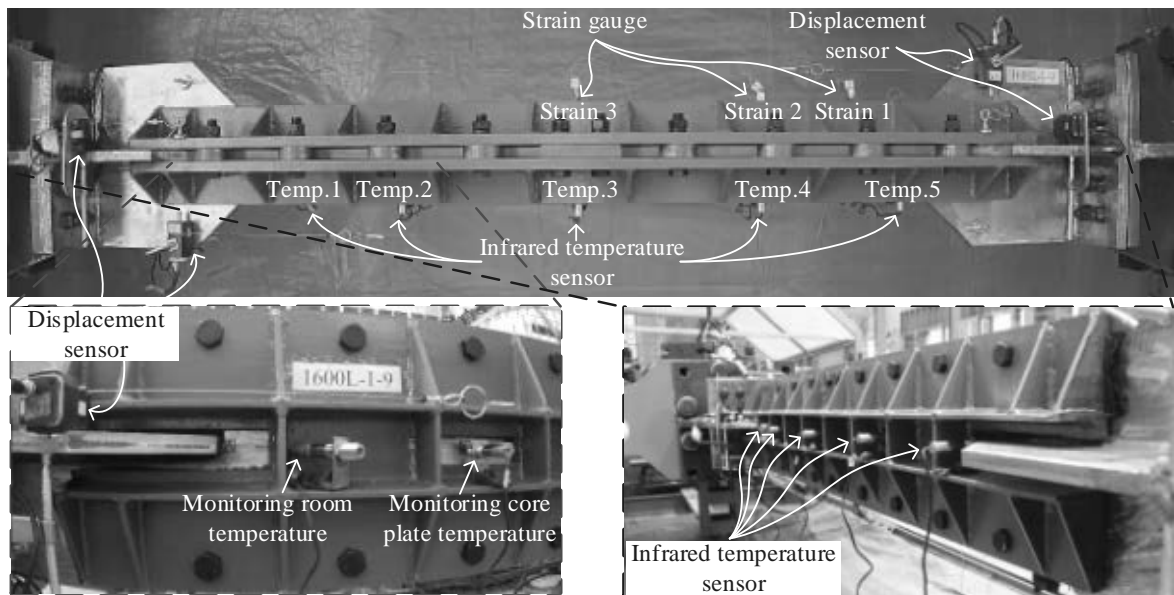 Strain gauge
Displacement
sensor
Strain 3
Strain 2
Strain 1
Temp.1
Temp.2
Temp.3
Temp.4
Temp.5
Infrared temperature
sensor
Displacement
sensor
1600L-1-9
Monitoring room
temperature
Monitoring core
plate temperature
Infrared temperature
sensor